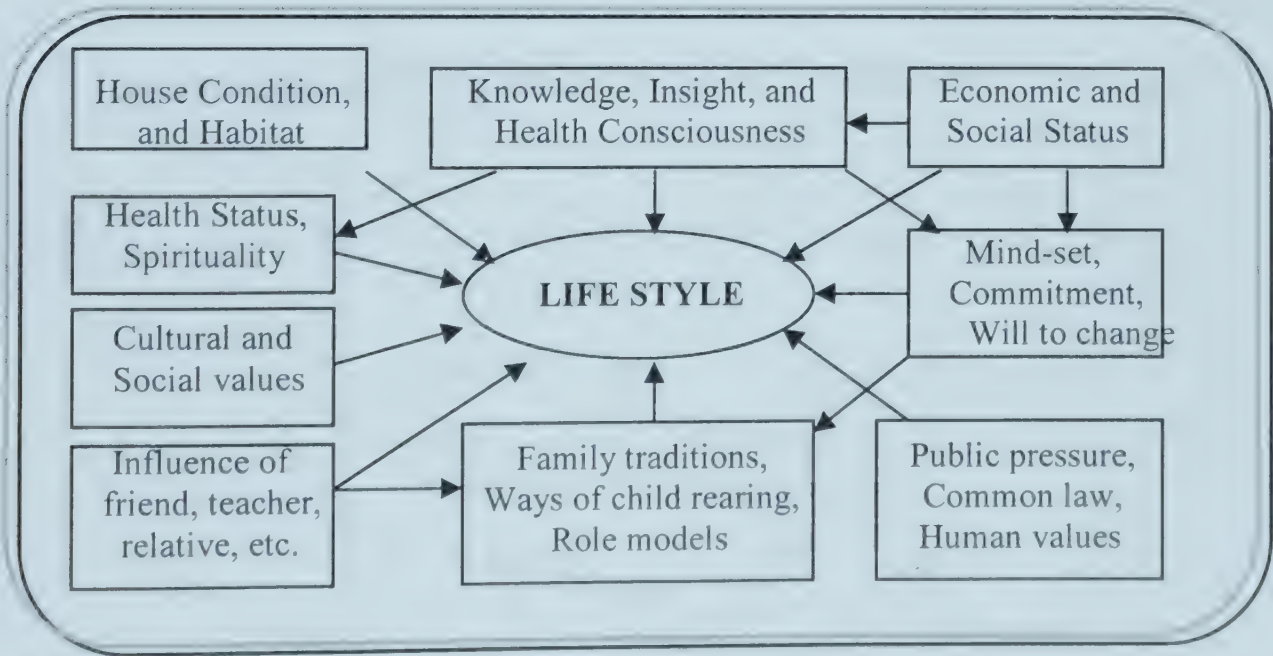 House Condition,
and Habitat
Knowledge, Insight, and
Health Consciousness
Economic and
Social Status
Health Status,
Spirituality
LIFE STYLE
Mind-set,
Commitment,
Will to change
Cultural and
Social values
Influence of
friend, teacher,
relative, etc.
Family traditions,
Ways of child rearing,
Role models
Public pressure,
Common law,
Human values